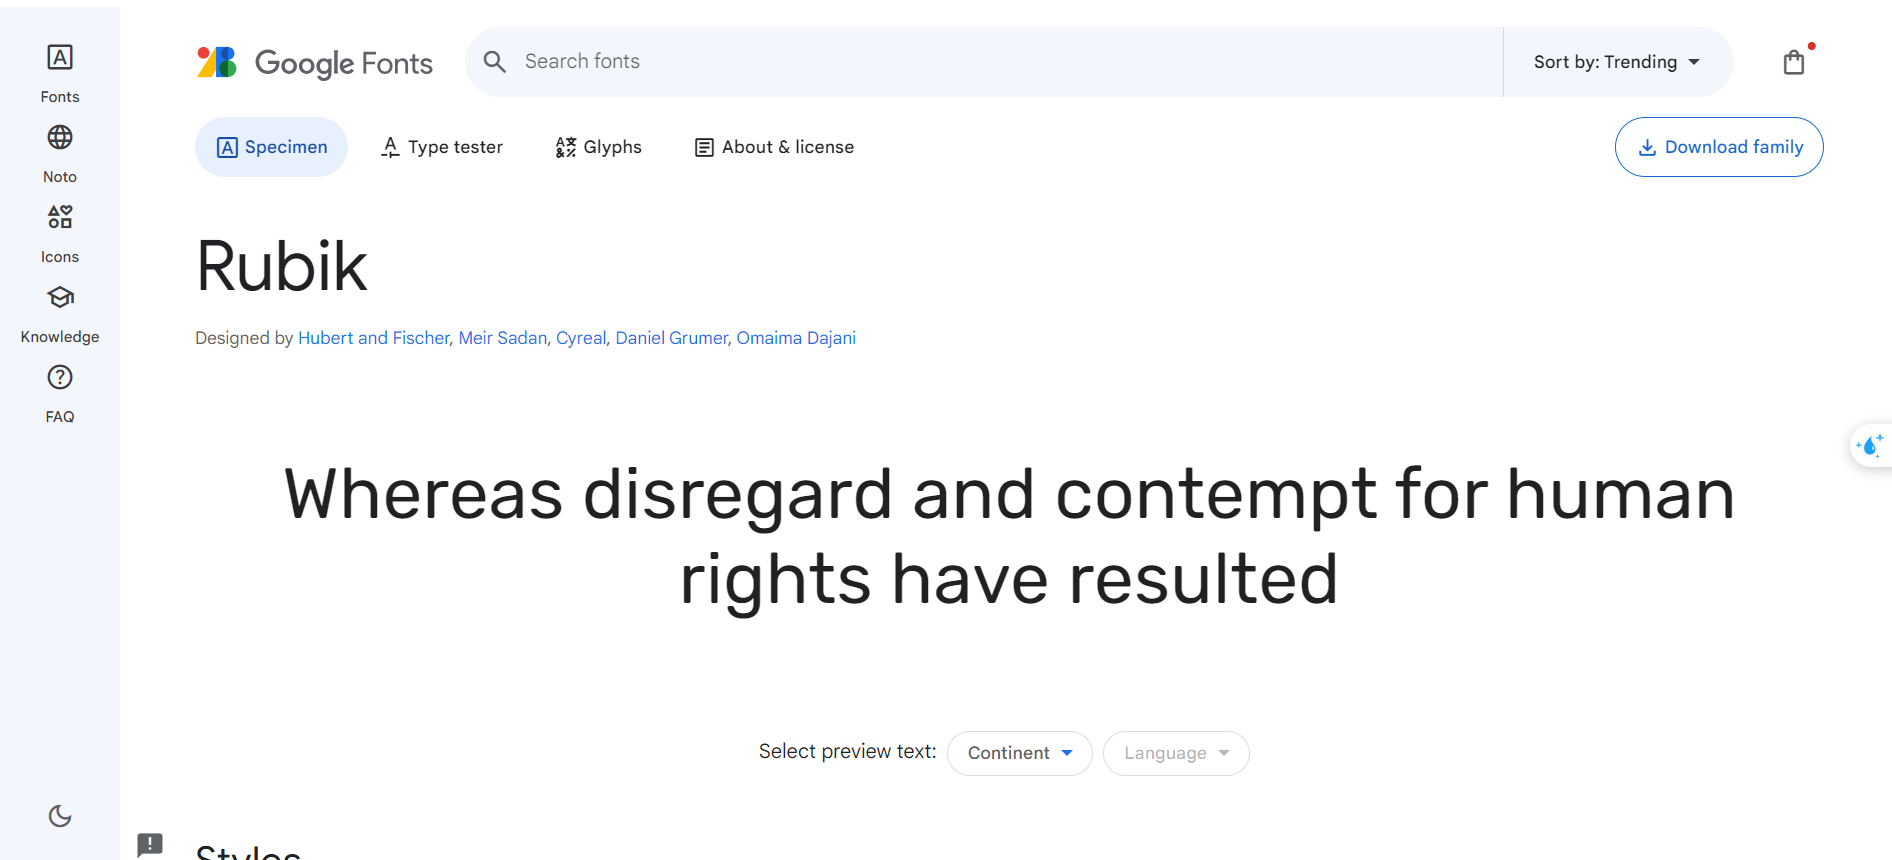 Fonts
Noto
Icons
Knowledge
FAQ
Google Fonts
Search fonts
Sort by: Trending
Specimen
Type tester
Glyphs
About & license
Download family
Rubik
Designed by Hubert and Fischer, Meir Sadan, Cyreal, Daniel Grumer, Omaima Dajani
Whereas disregard and contempt for human
rights have resulted
Select preview text:
Continent
Language
Styles